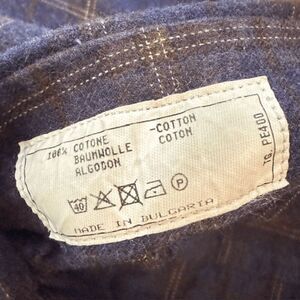 100% COTONE -COTTON
BAUMWOLLE COTON
ALGODON
40 P
MADE IN BULGARIA
TG. PE400